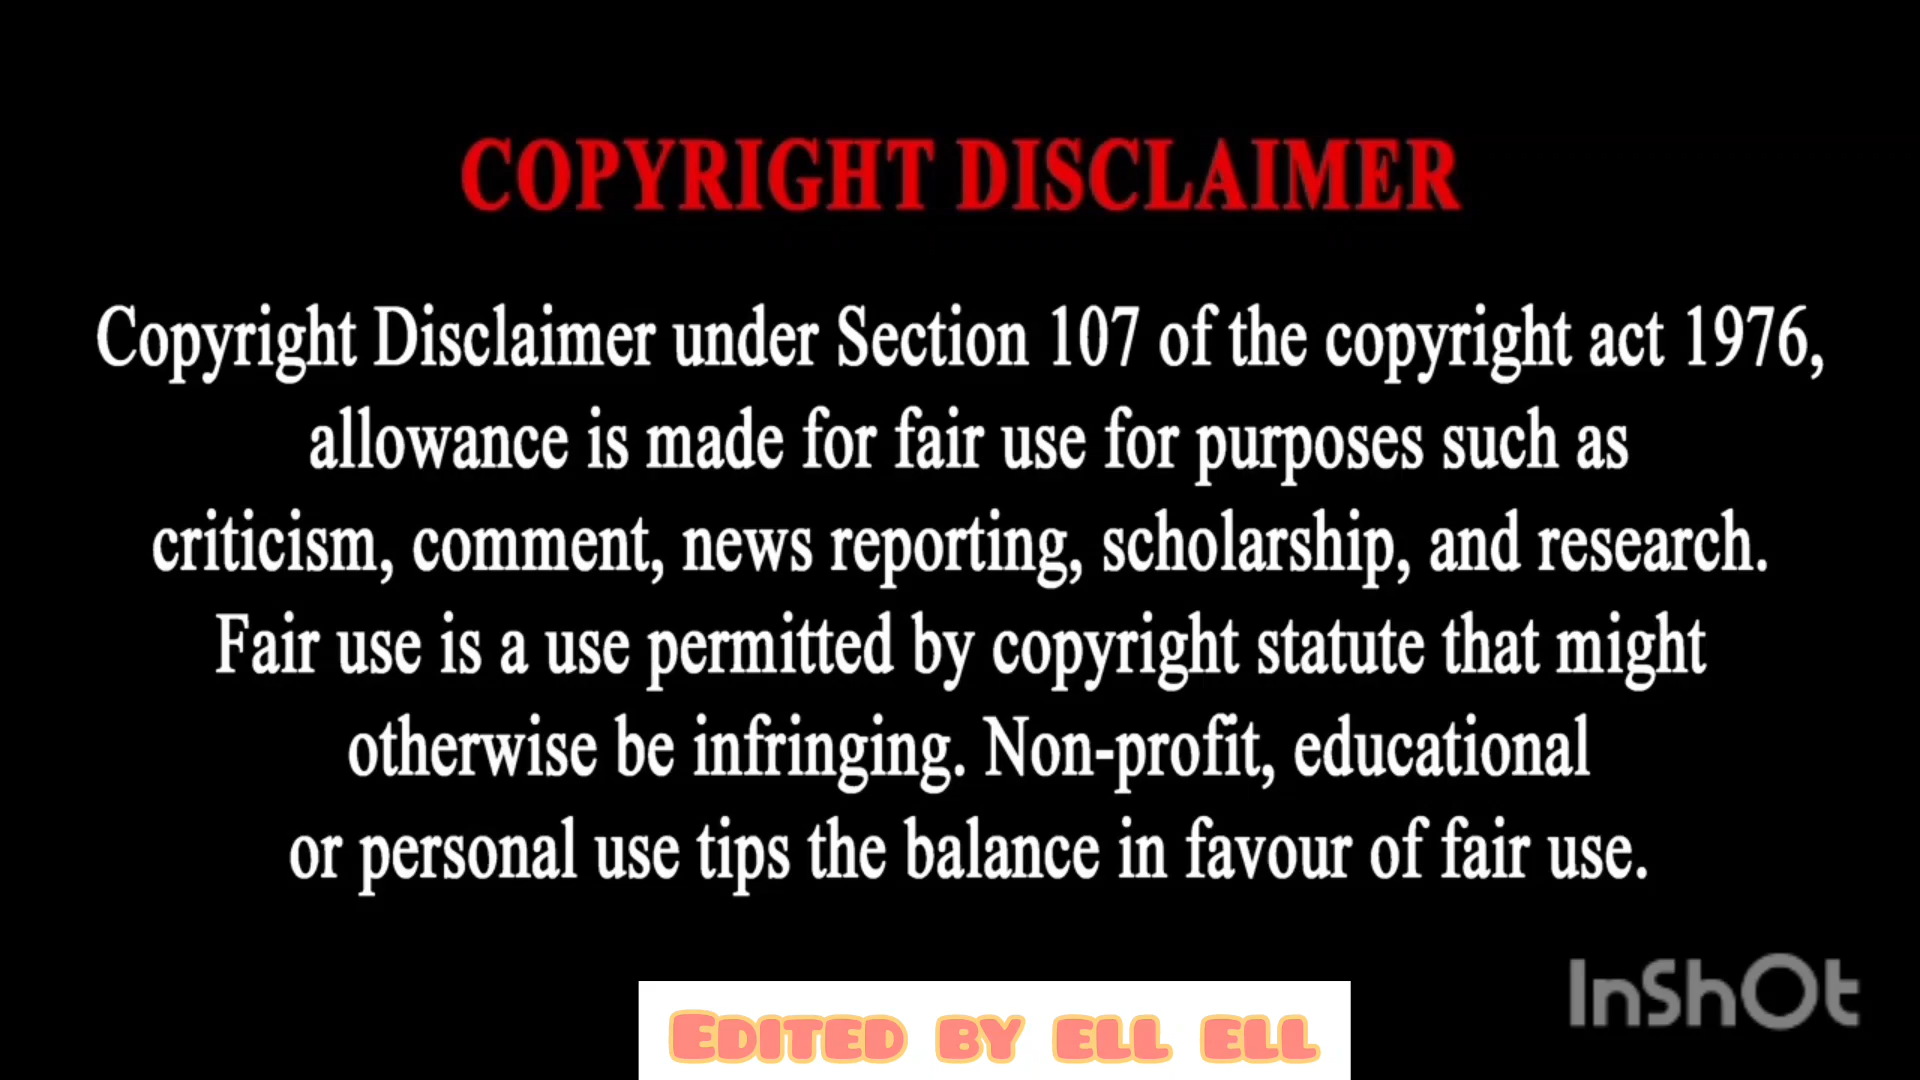 COPYRIGHT DISCLAIMER
Copyright Disclaimer under Section 107 of the copyright act 1976,
allowance is made for fair use for purposes such as
criticism, comment, news reporting, scholarship, and research.
Fair use is a use permitted by copyright statute that might
otherwise be infringing. Non-profit, educational
or personal use tips the balance in favour of fair use.
InShOt
EDITED BY ELL ELL